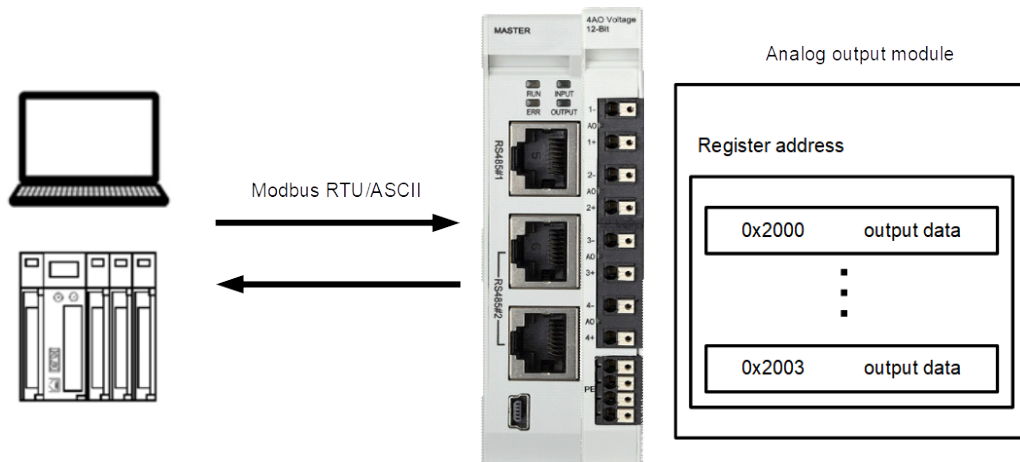 MASTER
4AO Voltage
12-Bit
RUN INPUT
ERR OUTPUT
RS485#1
RS485#2
1-
AO
1+
2-
AO
2+
3-
AO
3+
4-
AO
4+
PE
Modbus RTU/ASCII
Analog output module
Register address
0x2000 output data
0x2003 output data